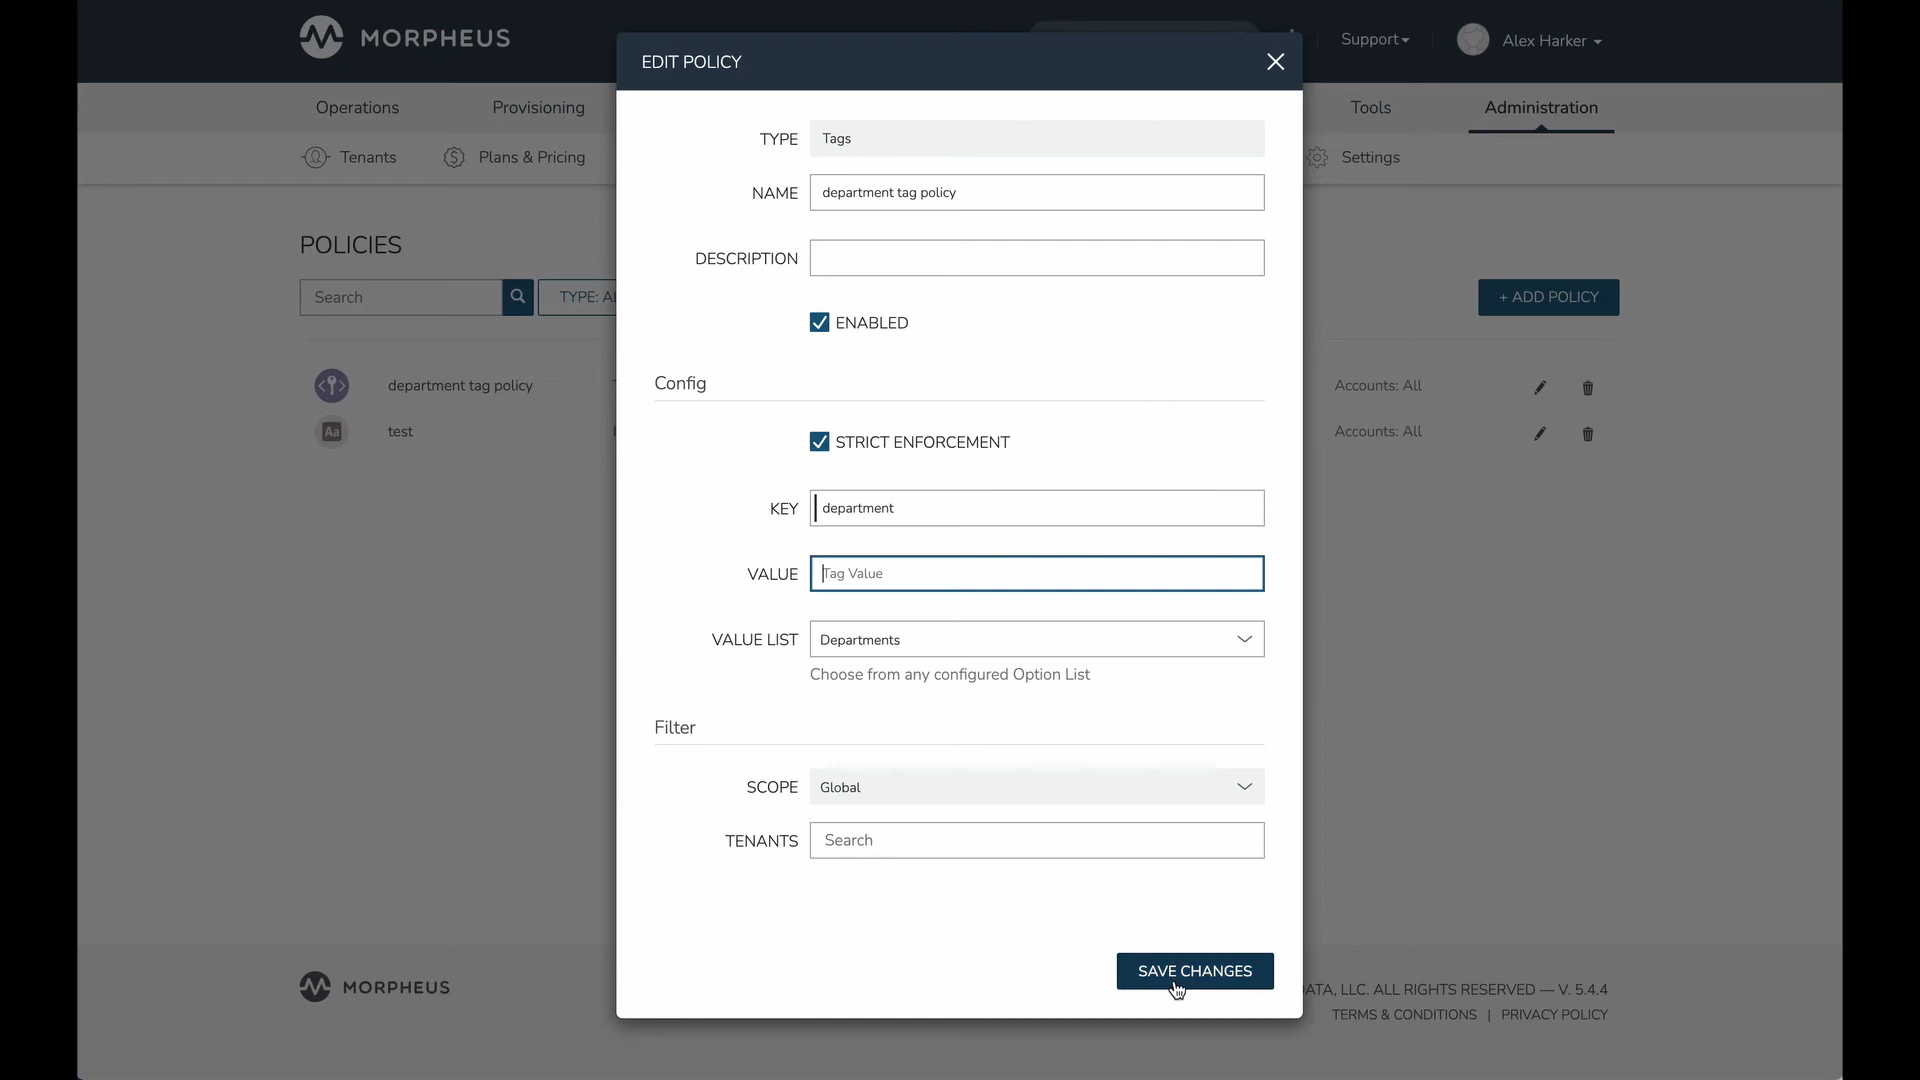 MORPHEUS
Support
Alex Harker
Operations
Provisioning
Tools
Administration
Tenants
Plans & Pricing
Settings
POLICIES
Search
TYPE: A
+ ADD POLICY
department tag policy
Accounts: All
Aa
test
Accounts: All
EDIT POLICY
TYPE
Tags
NAME
department tag policy
DESCRIPTION
ENABLED
Config
STRICT ENFORCEMENT
KEY
department
VALUE
Tag Value
VALUE LIST
Departments
Choose from any configured Option List
Filter
SCOPE
Global
TENANTS
Search
SAVE CHANGES
MORPHEUS
ATA, LLC. ALL RIGHTS RESERVED — V. 5.4.4
TERMS & CONDITIONS | PRIVACY POLICY